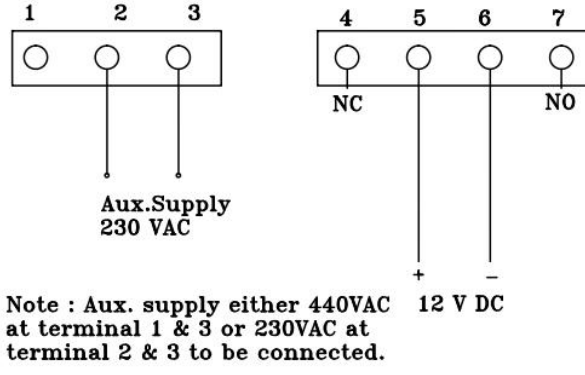 1 2 3
4 5 6 7
NC
NO
Aux.Supply
230 VAC
+ −
12 V DC
Note : Aux. supply either 440VAC
at terminal 1 & 3 or 230VAC at
terminal 2 & 3 to be connected.